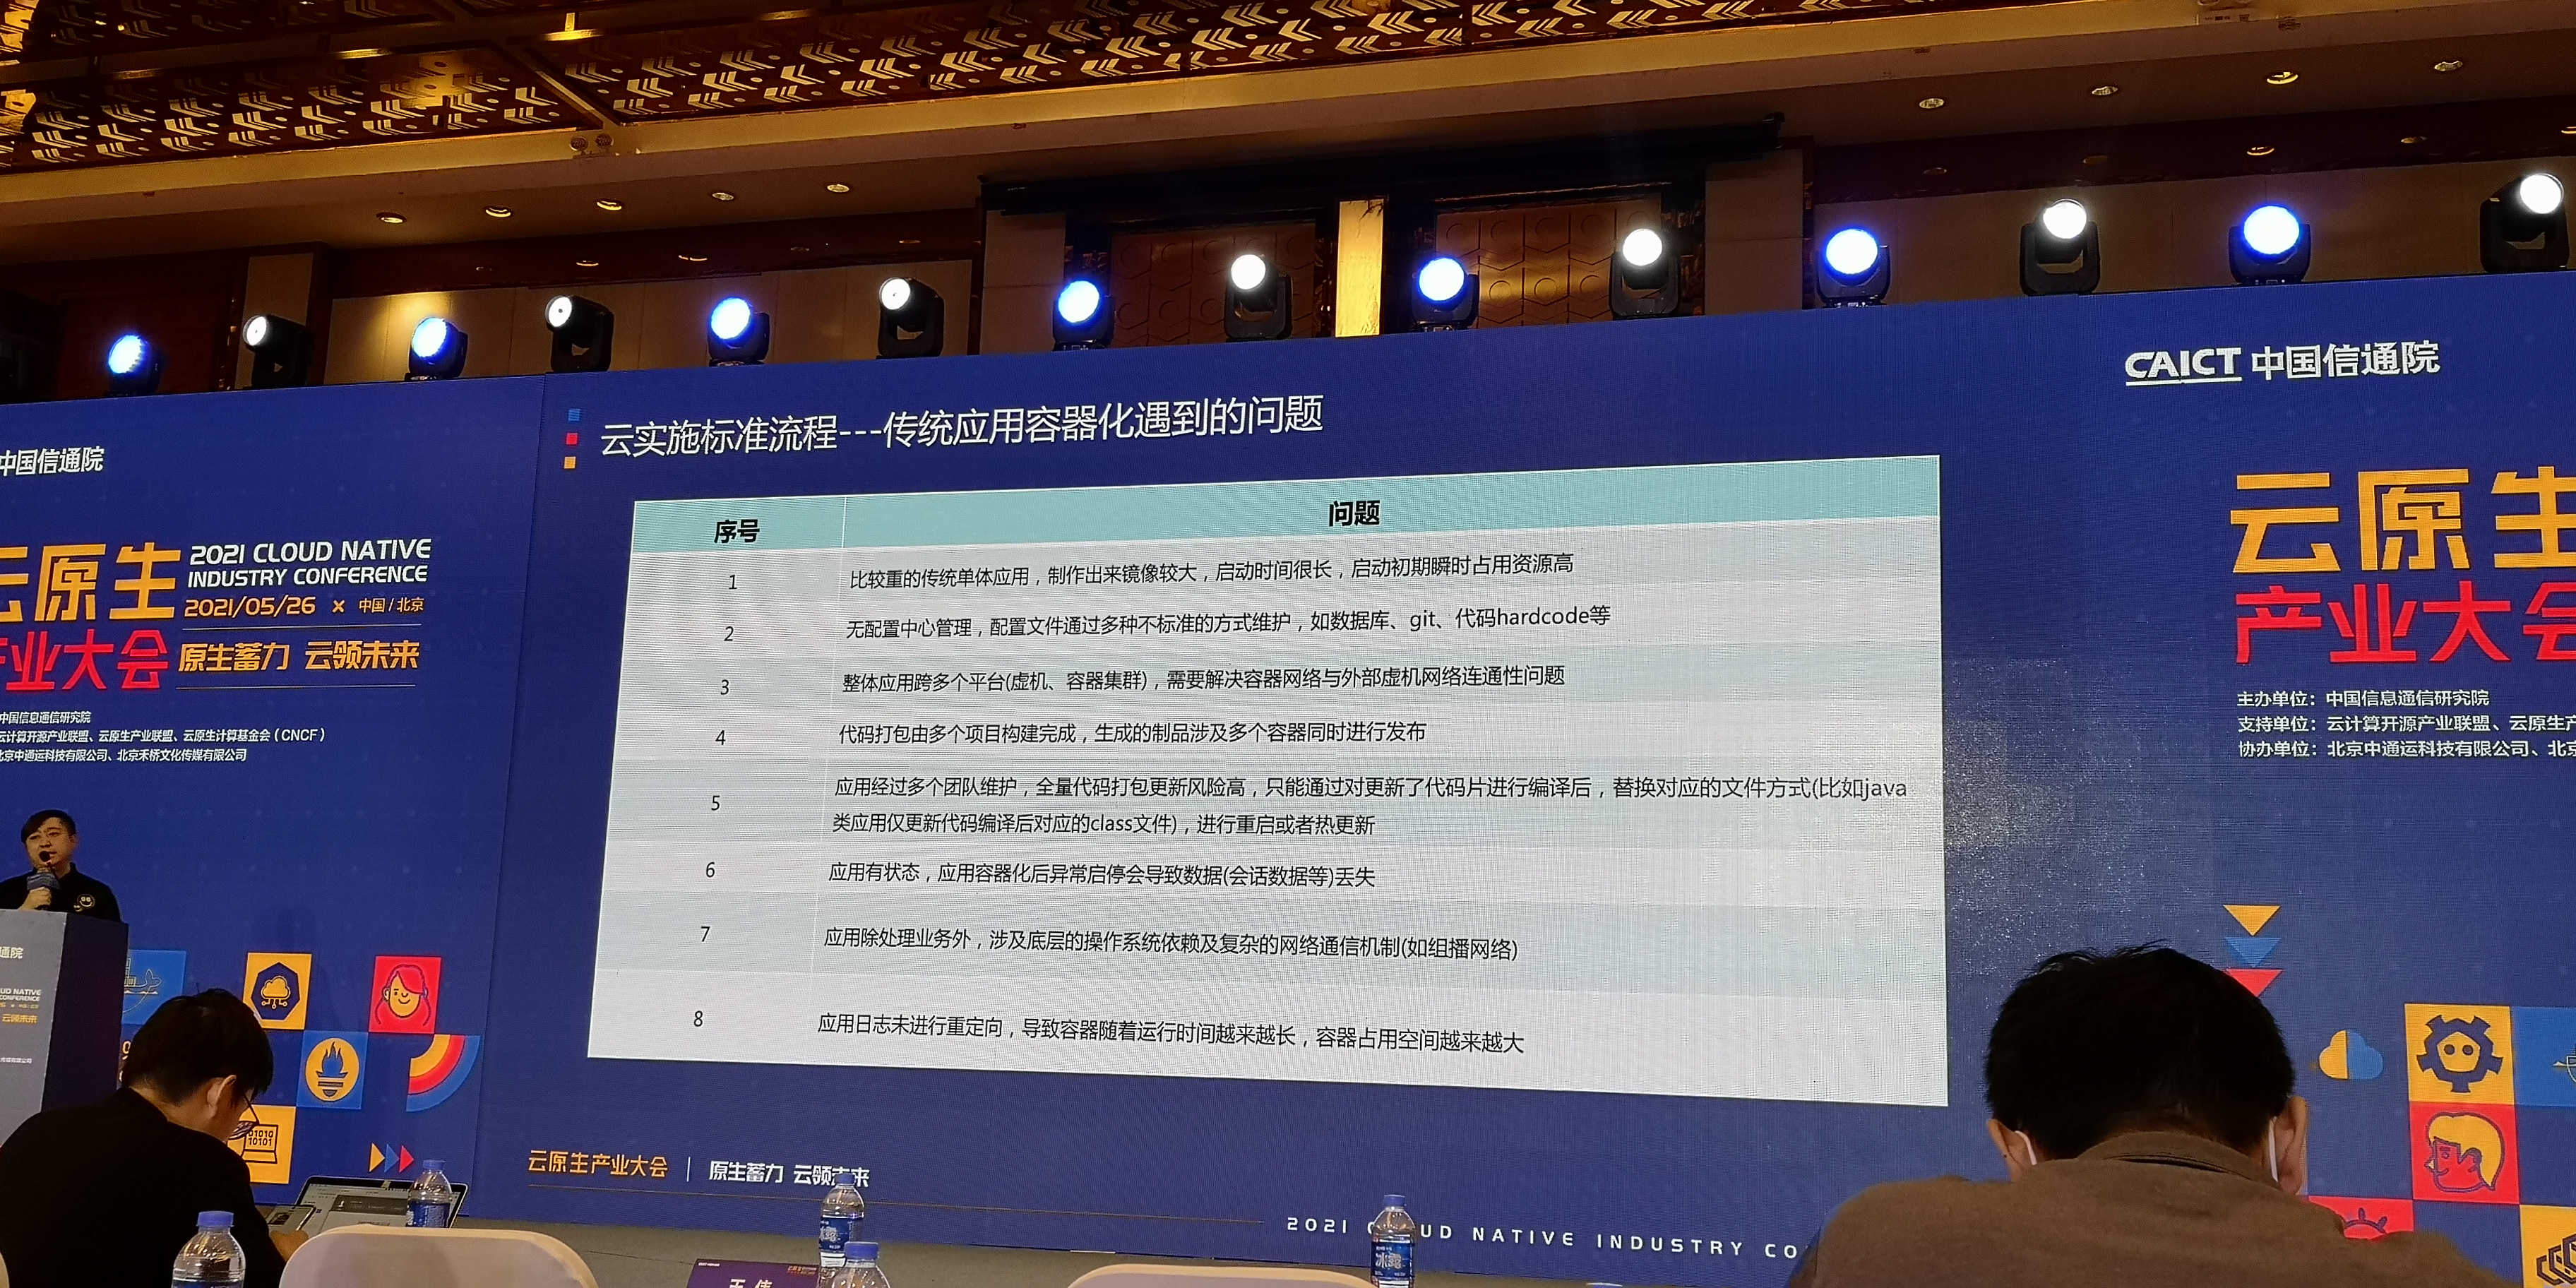 中国信通院
云原生
产业大会
2021 CLOUD NATIVE
INDUSTRY CONFERENCE
2021/05/26 × 中国/北京
原生蓄力 云领未来
中国信息通信研究院
云计算开源产业联盟、云原生产业联盟、云原生计算基金会（CNCF）
北京中通运科技有限公司、北京禾桥文化传媒有限公司
云实施标准流程---传统应用容器化遇到的问题
序号 问题
1 比较重的传统单体应用，制作出来镜像较大，启动时间很长，启动初期瞬时占用资源高
2 无配置中心管理，配置文件通过多种不标准的方式维护，如数据库、git、代码hardcode等
3 整体应用跨多个平台(虚机、容器集群)，需要解决容器网络与外部虚机网络连通性问题
4 代码打包由多个项目构建完成，生成的制品涉及多个容器同时进行发布
5 应用经过多个团队维护，全量代码打包更新风险高，只能通过对更新了代码片进行编译后，替换对应的文件方式(比如java
类应用仅更新代码编译后对应的class文件)，进行重启或者热更新
6 应用有状态，应用容器化后异常启停会导致数据(会话数据等)丢失
7 应用除处理业务外，涉及底层的操作系统依赖及复杂的网络通信机制(如组播网络)
8 应用日志未进行重定向，导致容器随着运行时间越来越长，容器占用空间越来越大
云原生产业大会 | 原生蓄力 云领未来
2021 CLOUD NATIVE INDUSTRY CO
CAICT 中国信通院
云原生
产业大会
主办单位：中国信息通信研究院
支持单位：云计算开源产业联盟、云原生产
协办单位：北京中通运科技有限公司、北京
通院
OUD NATIVE
CONFERENCE
云领未来
01010
10101
王 伟
冰露